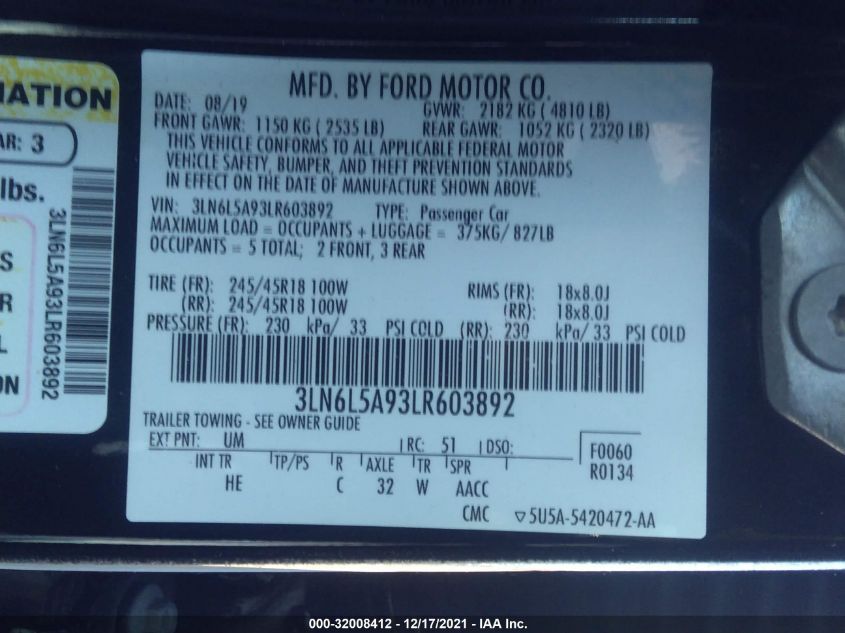 MATION
AR: 3
lbs.
S
R
L
ON
3LN6L5A93LR603892
MFD. BY FORD MOTOR CO.
DATE: 08/19 GVWR: 2182 KG ( 4810 LB)
FRONT GAWR: 1150 KG ( 2535 LB) REAR GAWR: 1052 KG ( 2320 LB)
THIS VEHICLE CONFORMS TO ALL APPLICABLE FEDERAL MOTOR
VEHICLE SAFETY, BUMPER, AND THEFT PREVENTION STANDARDS
IN EFFECT ON THE DATE OF MANUFACTURE SHOWN ABOVE.
VIN: 3LN6L5A93LR603892 TYPE: Passenger Car
MAXIMUM LOAD = OCCUPANTS + LUGGAGE = 375KG/ 827LB
OCCUPANTS = 5 TOTAL; 2 FRONT, 3 REAR
TIRE (FR): 245/45R18 100W RIMS (FR): 18x8.0J
(RR): 245/45R18 100W (RR): 18x8.0J
PRESSURE (FR): 230 kPa/ 33 PSI COLD (RR): 230 kPa/ 33 PSI COLD
3LN6L5A93LR603892
TRAILER TOWING - SEE OWNER GUIDE
EXT PNT: UM RC: 51 DSO: F0060
INT TR TP/PS R AXLE TR SPR R0134
HE C 32 W AACC
CMC ▽5U5A-5420472-AA
000-32008412 - 12/17/2021 - IAA Inc.